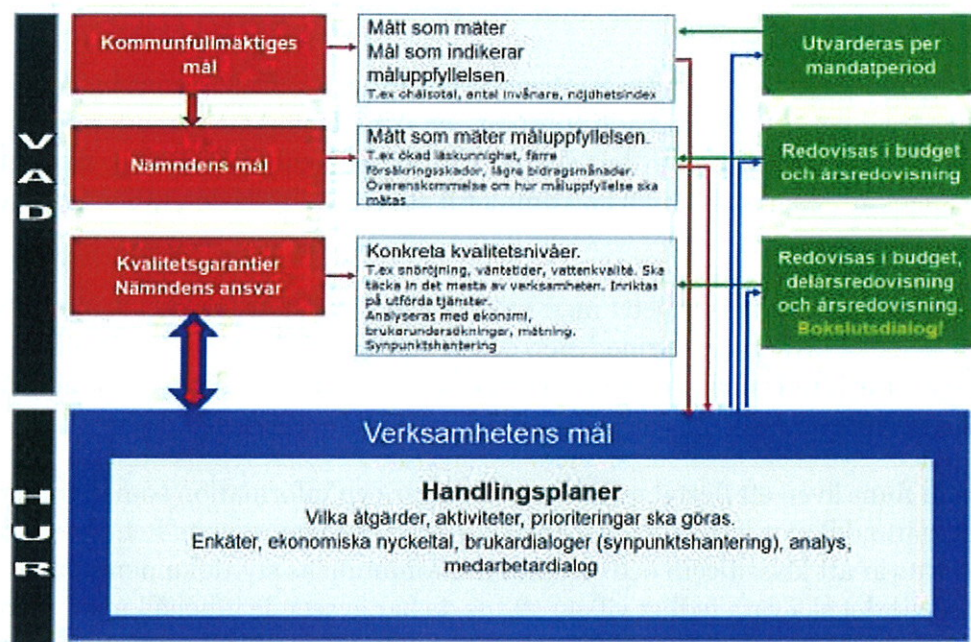 VAD
Kommunfullmäktiges
mål
Mått som mäter
Mål som indikerar
måluppfyllelsen.
T.ex ohälsotal, antal invånare, nöjdhetsindex
Utvärderas per
mandatperiod
Nämndens mål
Mått som mäter måluppfyllelsen.
T.ex ökad läskunnighet, färre
försäkringsskador, lägre bidragsmånader.
Överenskommelse om hur måluppfyllelse ska
mätas
Redovisas i budget
och årsredovisning
Kvalitetsgarantier
Nämndens ansvar
Konkreta kvalitetsnivåer.
T.ex snöröjning, väntetider, vattenkvalité. Ska
täcka in det mesta av verksamheten. Inriktas
på utförda tjänster.
Analyseras med ekonomi,
brukarundersökningar, mätning.
Synpunktshantering
Redovisas i budget,
delårsredovisning
och årsredovisning.
Bokslutsdialog!
HUR
Verksamhetens mål
Handlingsplaner
Vilka åtgärder, aktiviteter, prioriteringar ska göras.
Enkäter, ekonomiska nyckeltal, brukardialoger (synpunktshantering), analys,
medarbetardialog